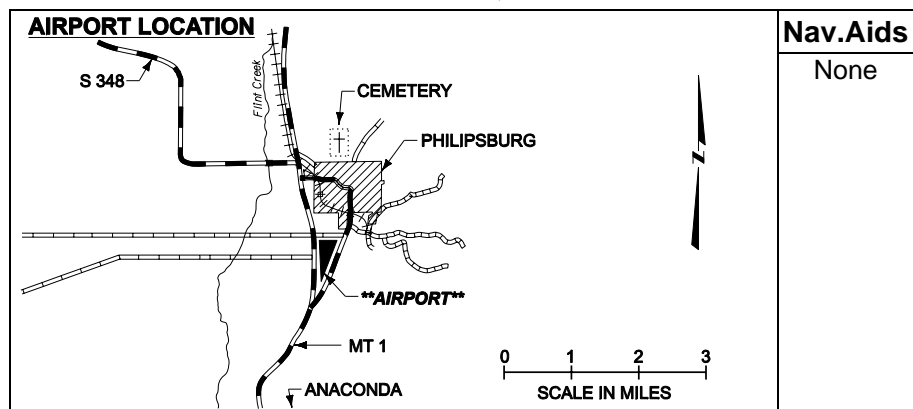 AIRPORT LOCATION
Nav.Aids
None
S 348
Flint Creek
CEMETERY
PHILIPSBURG
N
**AIRPORT**
MT 1
ANACONDA
0 1 2 3
SCALE IN MILES